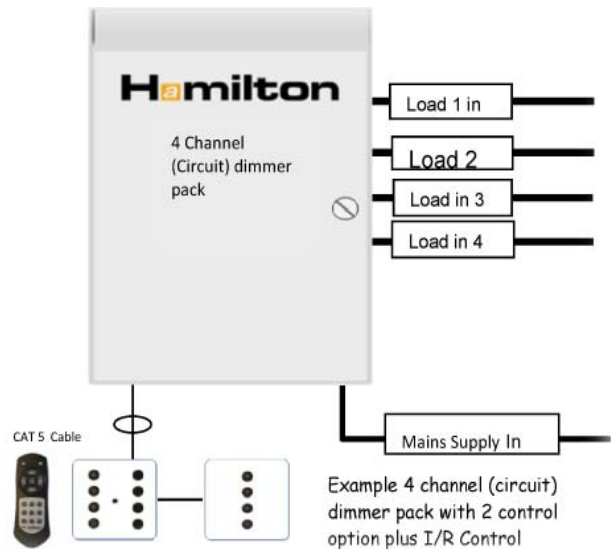 Hamilton
4 Channel
(Circuit) dimmer
pack
Load 1 in
Load 2
Load in 3
Load in 4
Mains Supply In
CAT 5 Cable
Example 4 channel (circuit)
dimmer pack with 2 control
option plus I/R Control